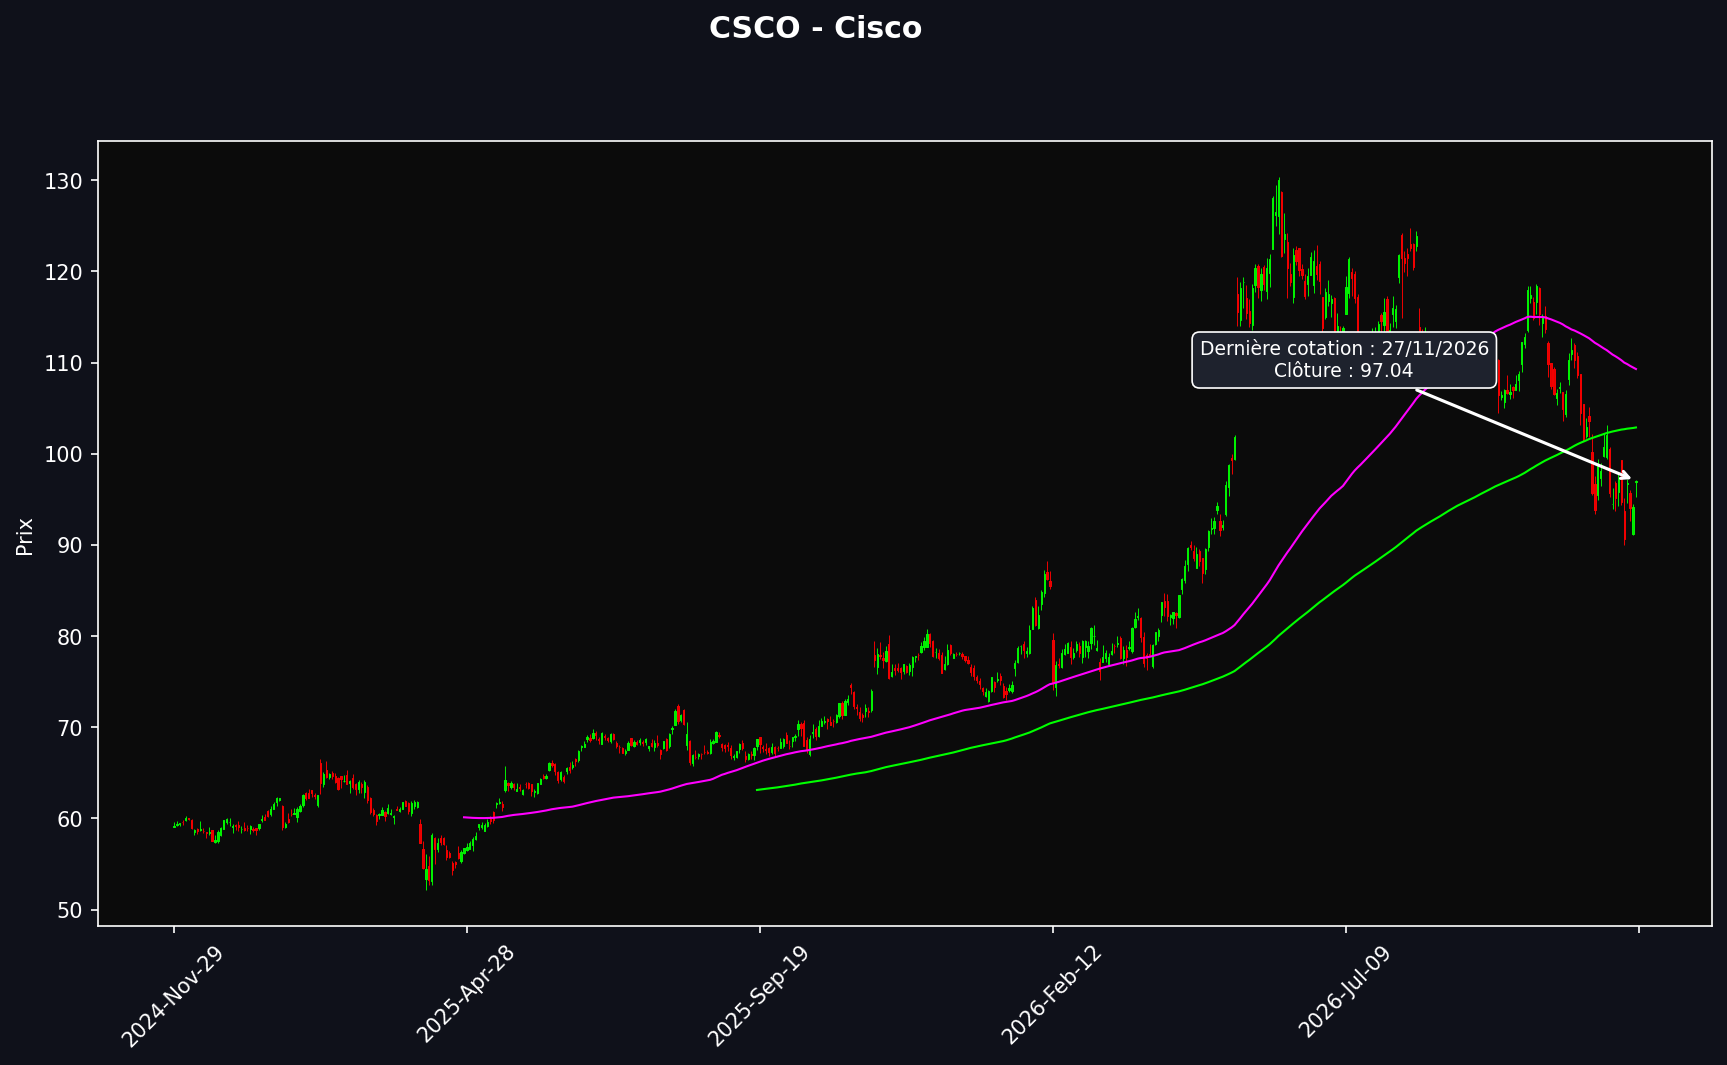 CSCO - Cisco
130
120
110
100
90
80
70
60
50
Prix
Dernière cotation : 27/11/2026
Clôture : 97.04
2024-Nov-29
2025-Apr-28
2025-Sep-19
2026-Feb-12
2026-Jul-09